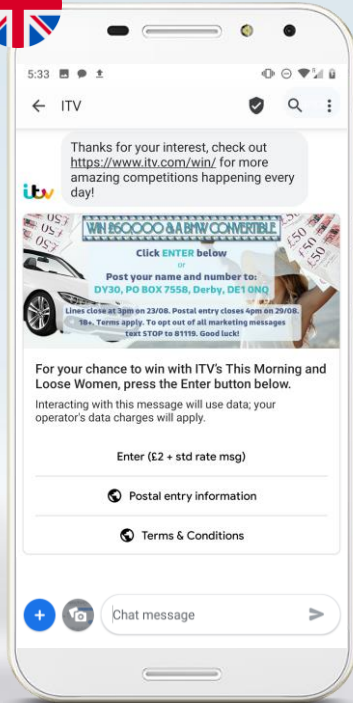 5:33
ITV
Thanks for your interest, check out
https://www.itv.com/win/ for more
amazing competitions happening every
day!
itv
WIN £60,000 & A BMW CONVERTIBLE
Click ENTER below
or
Post your name and number to:
DY30, PO BOX 7558, Derby, DE1 0NQ
Lines close at 3pm on 23/08. Postal entry closes 4pm on 29/08.
18+. Terms apply. To opt out of all marketing messages
text STOP to 81119. Good luck!
For your chance to win with ITV's This Morning and
Loose Women, press the Enter button below.
Interacting with this message will use data; your
operator's data charges will apply.
Enter (£2 + std rate msg)
Postal entry information
Terms & Conditions
Chat message